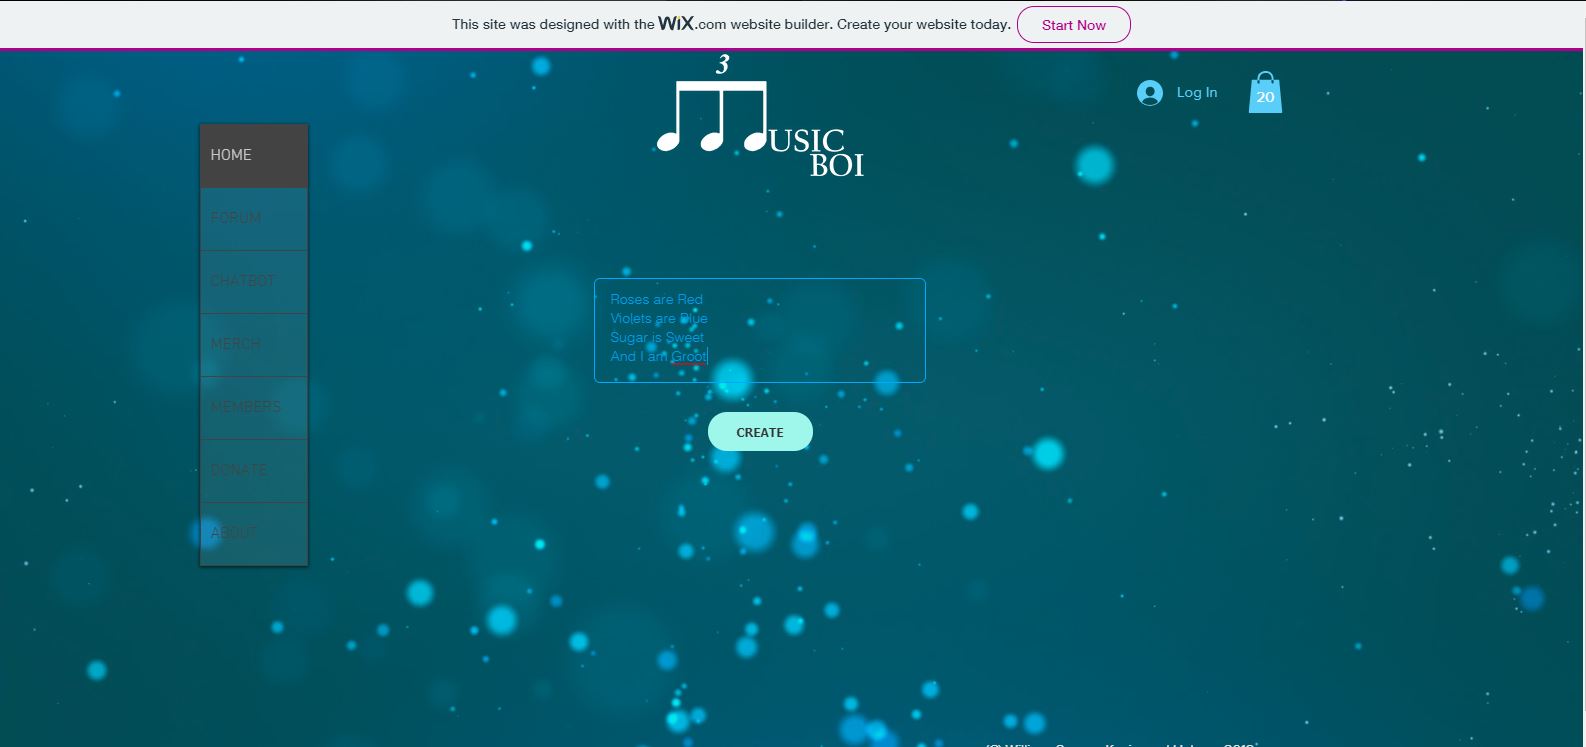 This site was designed with the WiX.com website builder. Create your website today. Start Now
3
USIC
BOI
Log In
20
HOME
FORUM
CHATBOT
MERCH
MEMBERS
DONATE
ABOUT
Roses are Red
Violets are Blue
Sugar is Sweet
And I am Groot
CREATE